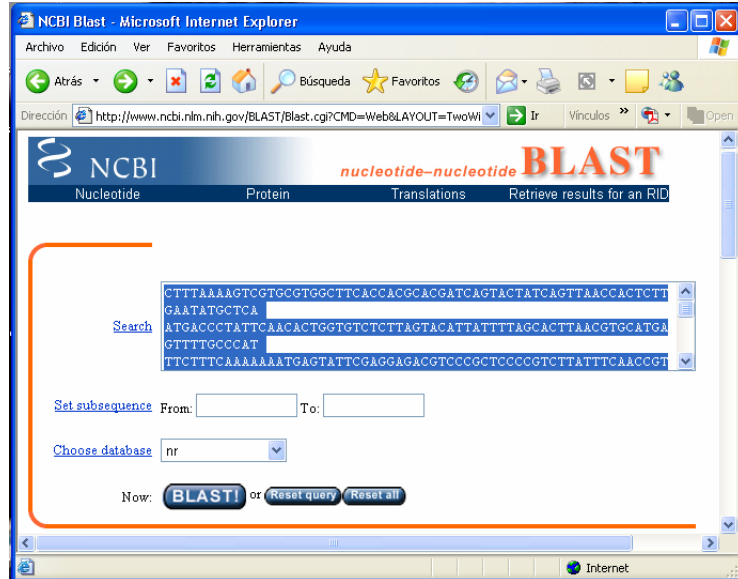 NCBI Blast - Microsoft Internet Explorer
Archivo Edición Ver Favoritos Herramientas Ayuda
Atrás Búsqueda Favoritos
Dirección http://www.ncbi.nlm.nih.gov/BLAST/Blast.cgi?CMD=Web&LAYOUT=TwoWi Ir Vínculos » Open
NCBI nucleotide-nucleotide BLAST
Nucleotide Protein Translations Retrieve results for an RID
CTTTAAAAGTCGTGCGTGGCTTCACCACGCACGATCAGTACTATCAGTTAACCACTCTT
GAATATGCTCA
Search ATGACCCTATTCAACACTGGTGTCTCTTAGTACATTATTTTAGCACTTAACGTGCATGA
GTTTTGCCCAT
TTCTTTCAAAAAAATGAGTATTCGAGGAGACGTCCCGCTCCCCGTCTTATTTCAACCGT
Set subsequence From: To:
Choose database nr
Now: BLAST! or Reset query Reset all
Internet